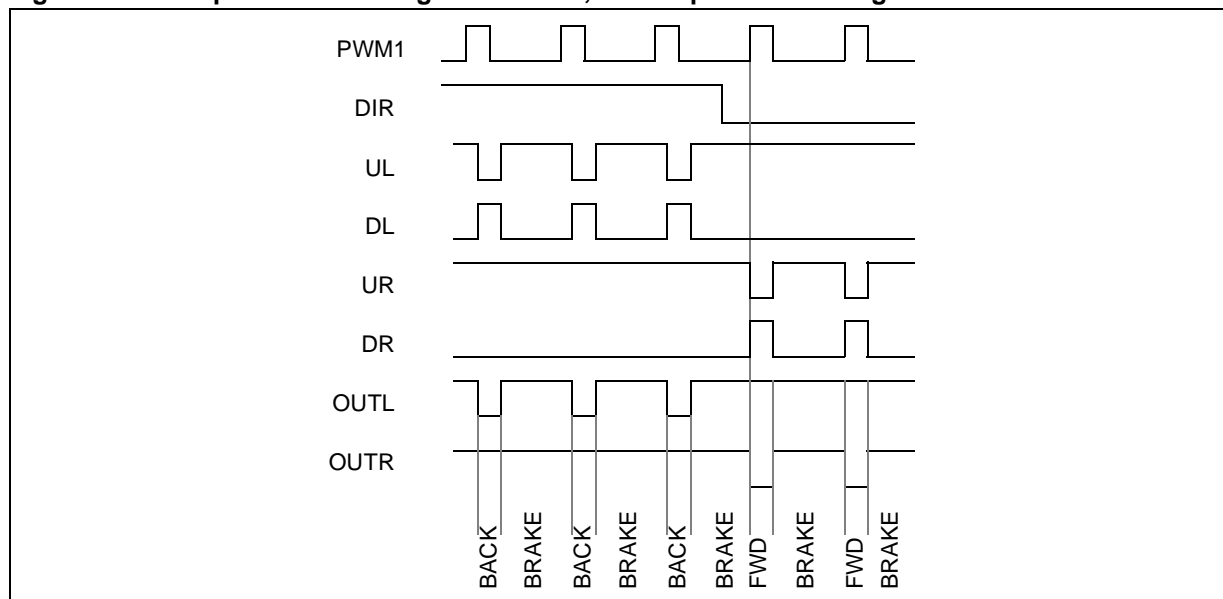 PWM1
DIR
UL
DL
UR
DR
OUTL
OUTR
BACK
BRAKE
BACK
BRAKE
BACK
BRAKE
FWD
BRAKE
FWD
BRAKE